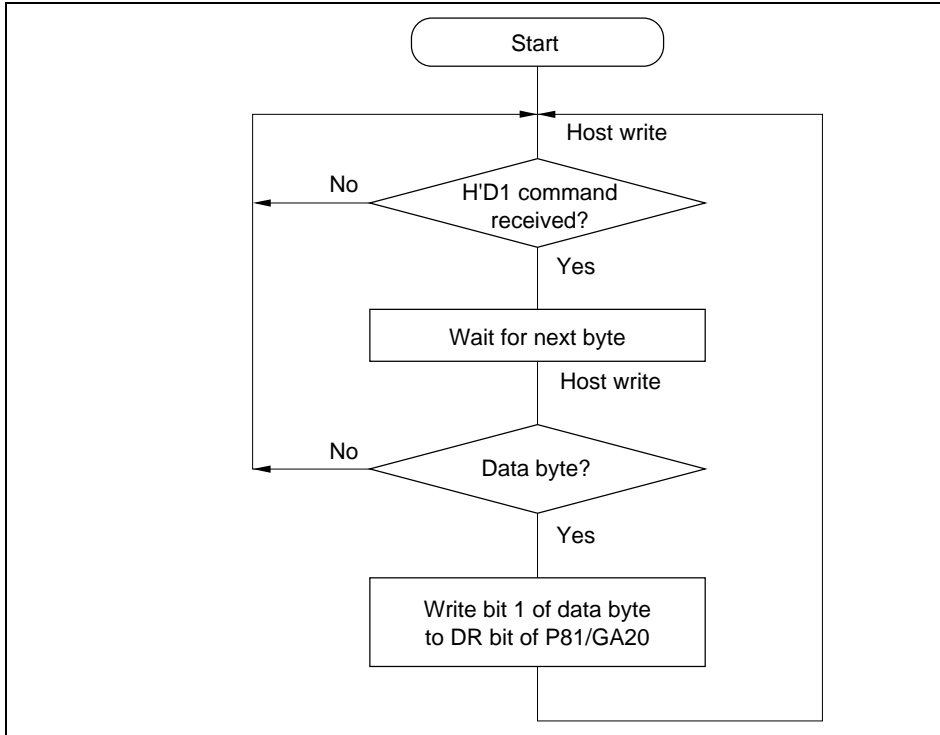 Start
Host write
No
H'D1 command
received?
Yes
Wait for next byte
Host write
No
Data byte?
Yes
Write bit 1 of data byte
to DR bit of P81/GA20